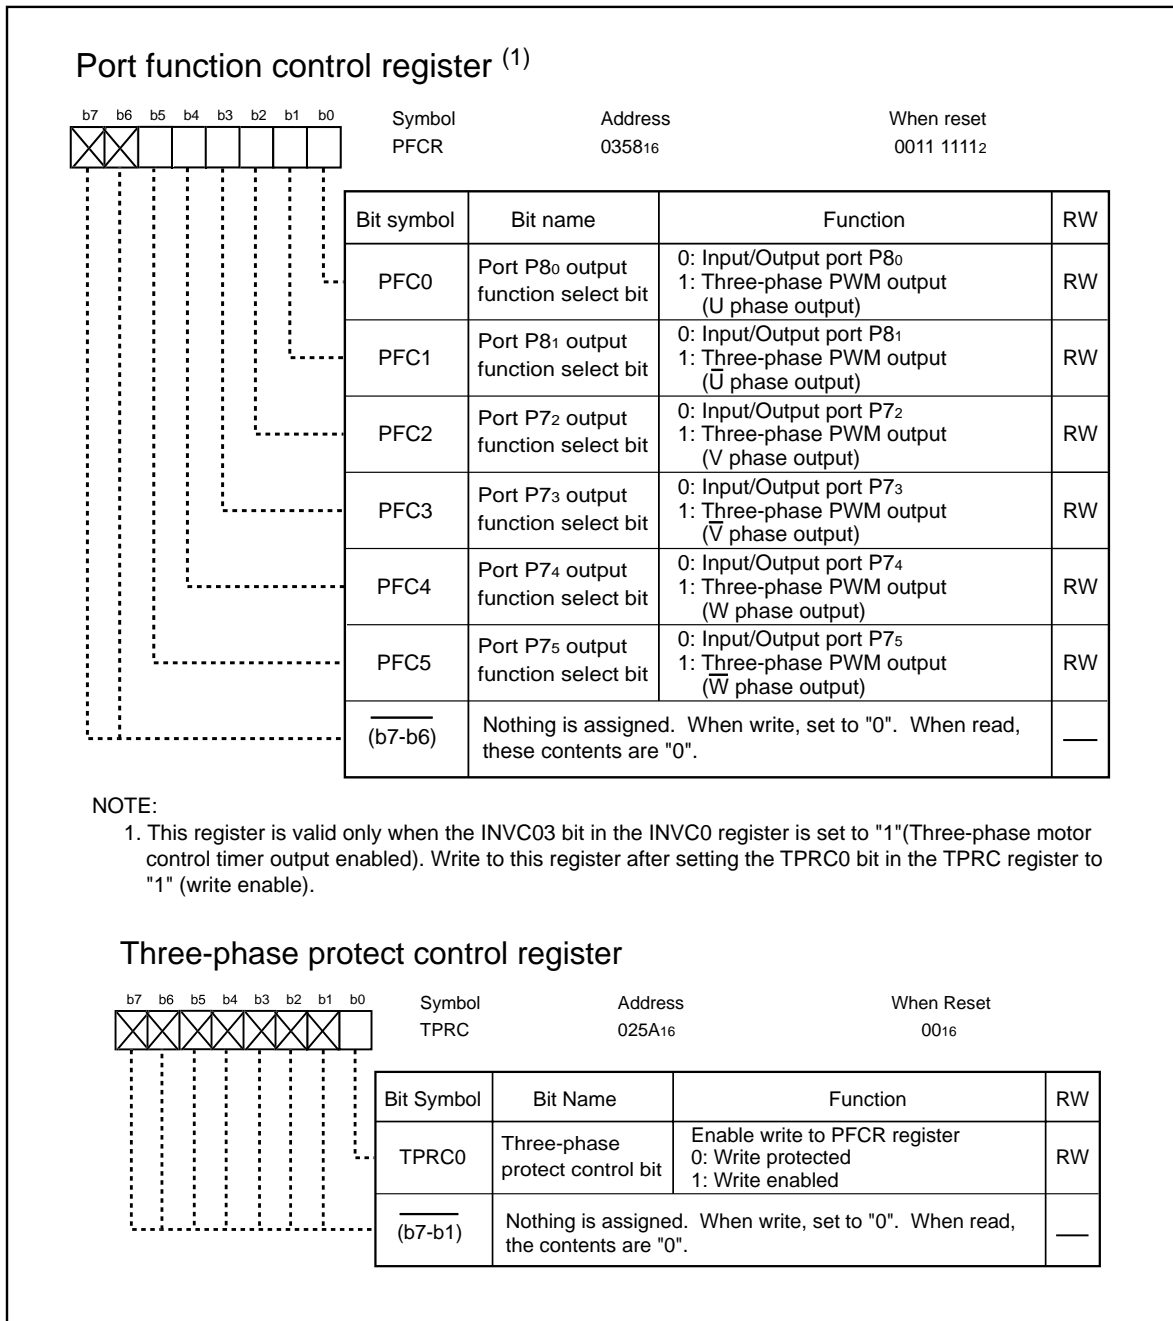 Port function control register (1)
b7 b6 b5 b4 b3 b2 b1 b0
Symbol Address When reset
PFCR 035816 0011 11112
Bit symbol Bit name Function RW
PFC0 Port P80 output function select bit 0: Input/Output port P80 RW
1: Three-phase PWM output
(U phase output)
PFC1 Port P81 output function select bit 0: Input/Output port P81 RW
1: Three-phase PWM output
(U̅ phase output)
PFC2 Port P72 output function select bit 0: Input/Output port P72 RW
1: Three-phase PWM output
(V phase output)
PFC3 Port P73 output function select bit 0: Input/Output port P73 RW
1: Three-phase PWM output
(V̅ phase output)
PFC4 Port P74 output function select bit 0: Input/Output port P74 RW
1: Three-phase PWM output
(W phase output)
PFC5 Port P75 output function select bit 0: Input/Output port P75 RW
1: Three-phase PWM output
(W̅ phase output)
(b7-b6) Nothing is assigned. When write, set to "0". When read,
these contents are "0".
NOTE:
1. This register is valid only when the INVC03 bit in the INVC0 register is set to "1"(Three-phase motor
control timer output enabled). Write to this register after setting the TPRC0 bit in the TPRC register to
"1" (write enable).
Three-phase protect control register
b7 b6 b5 b4 b3 b2 b1 b0
Symbol Address When Reset
TPRC 025A16 0016
Bit Symbol Bit Name Function RW
TPRC0 Three-phase protect control bit Enable write to PFCR register RW
0: Write protected
1: Write enabled
(b7-b1) Nothing is assigned. When write, set to "0". When read,
the contents are "0".